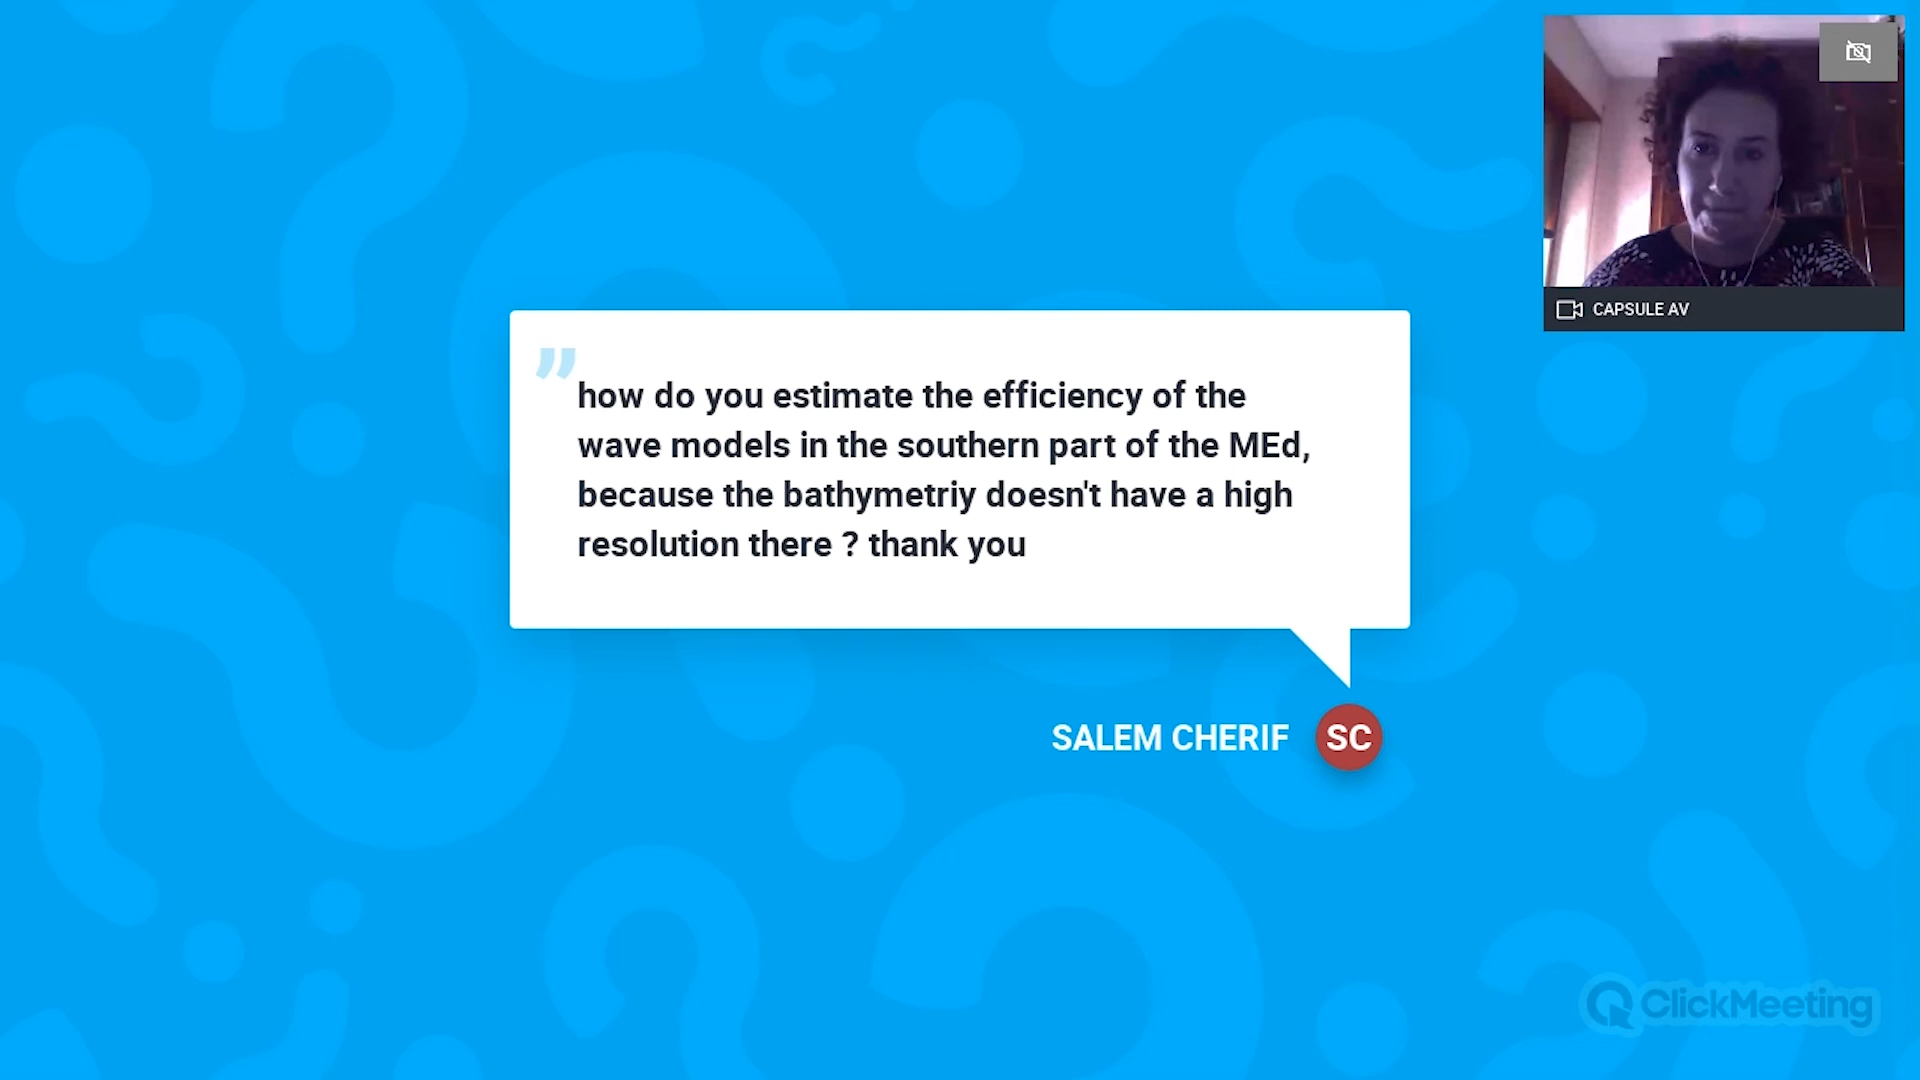 CAPSULE AV
how do you estimate the efficiency of the
wave models in the southern part of the MEd,
because the bathymetriy doesn't have a high
resolution there ? thank you
SALEM CHERIF
SC
ClickMeeting